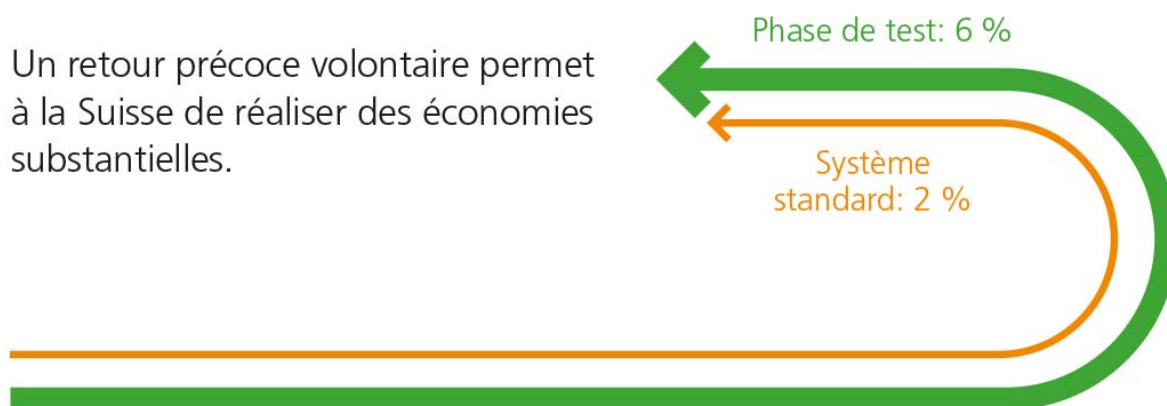 Un retour précoce volontaire permet
à la Suisse de réaliser des économies
substantielles.
Phase de test: 6 %
Système
standard: 2 %